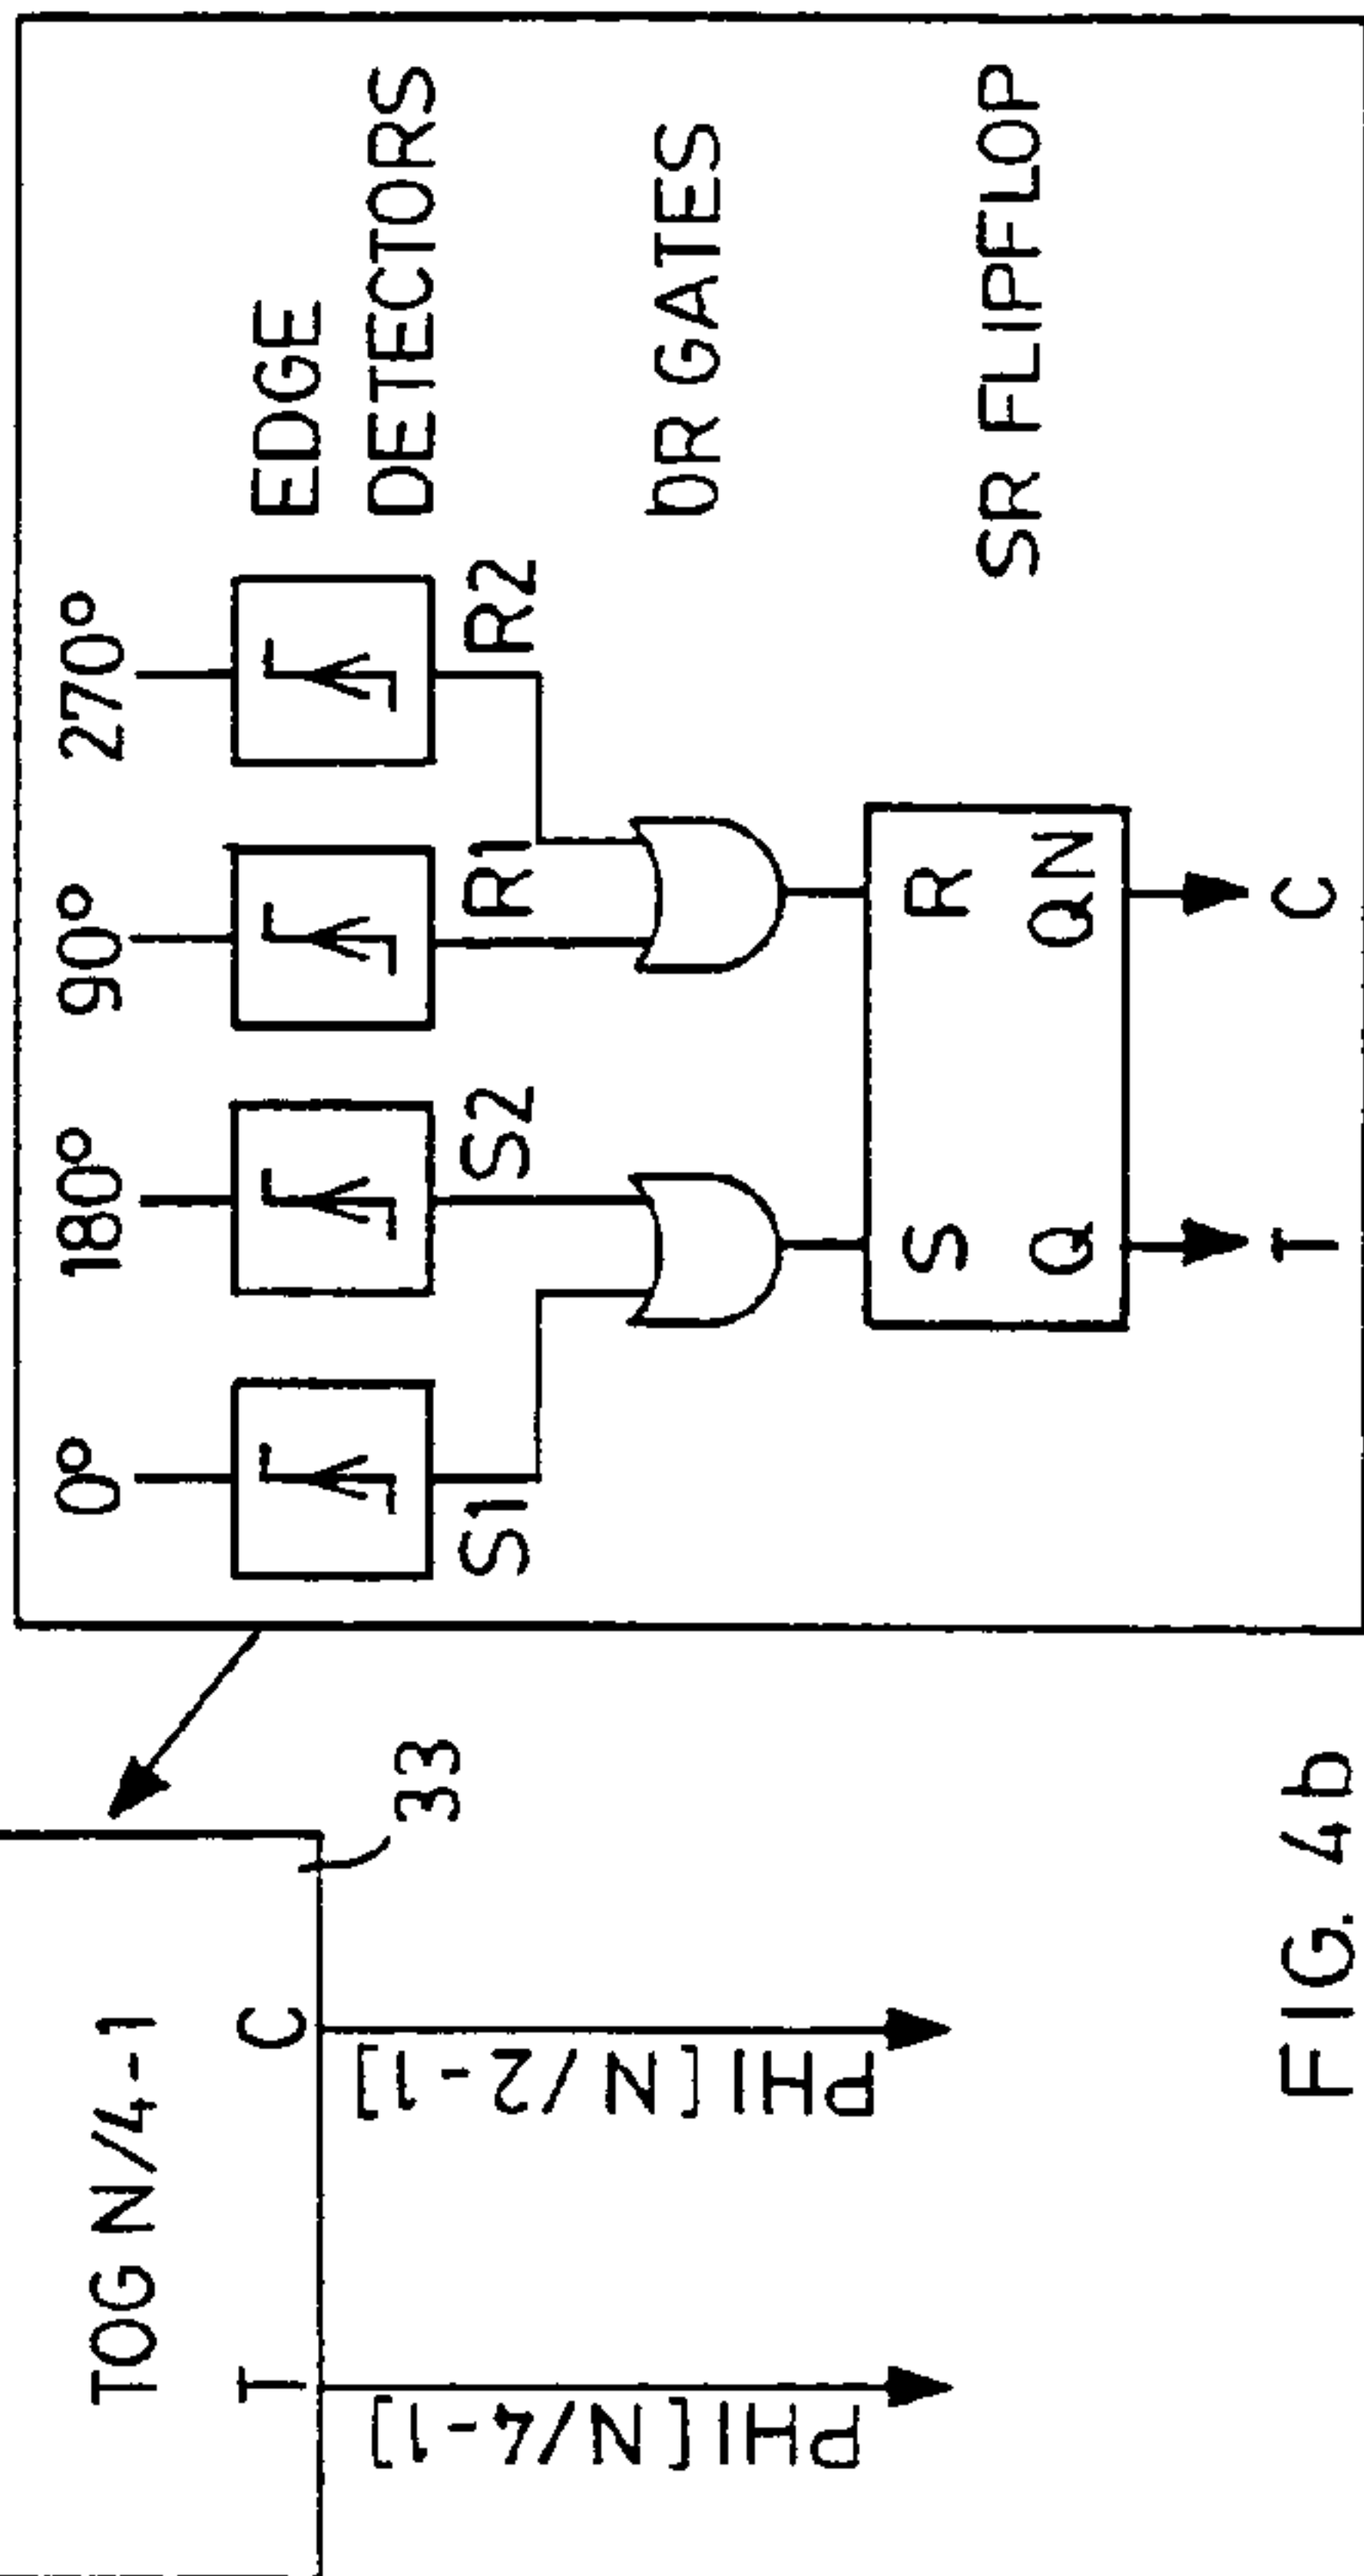 0° 180° 90° 270°
EDGE
DETECTORS
S1 S2 R1 R2
OR GATES
S R
Q QN
SR FLIPFLOP
T C
TOG N/4-1
T C
33
PHI[N/4-1]
PHI[N/2-1]
FIG. 4b